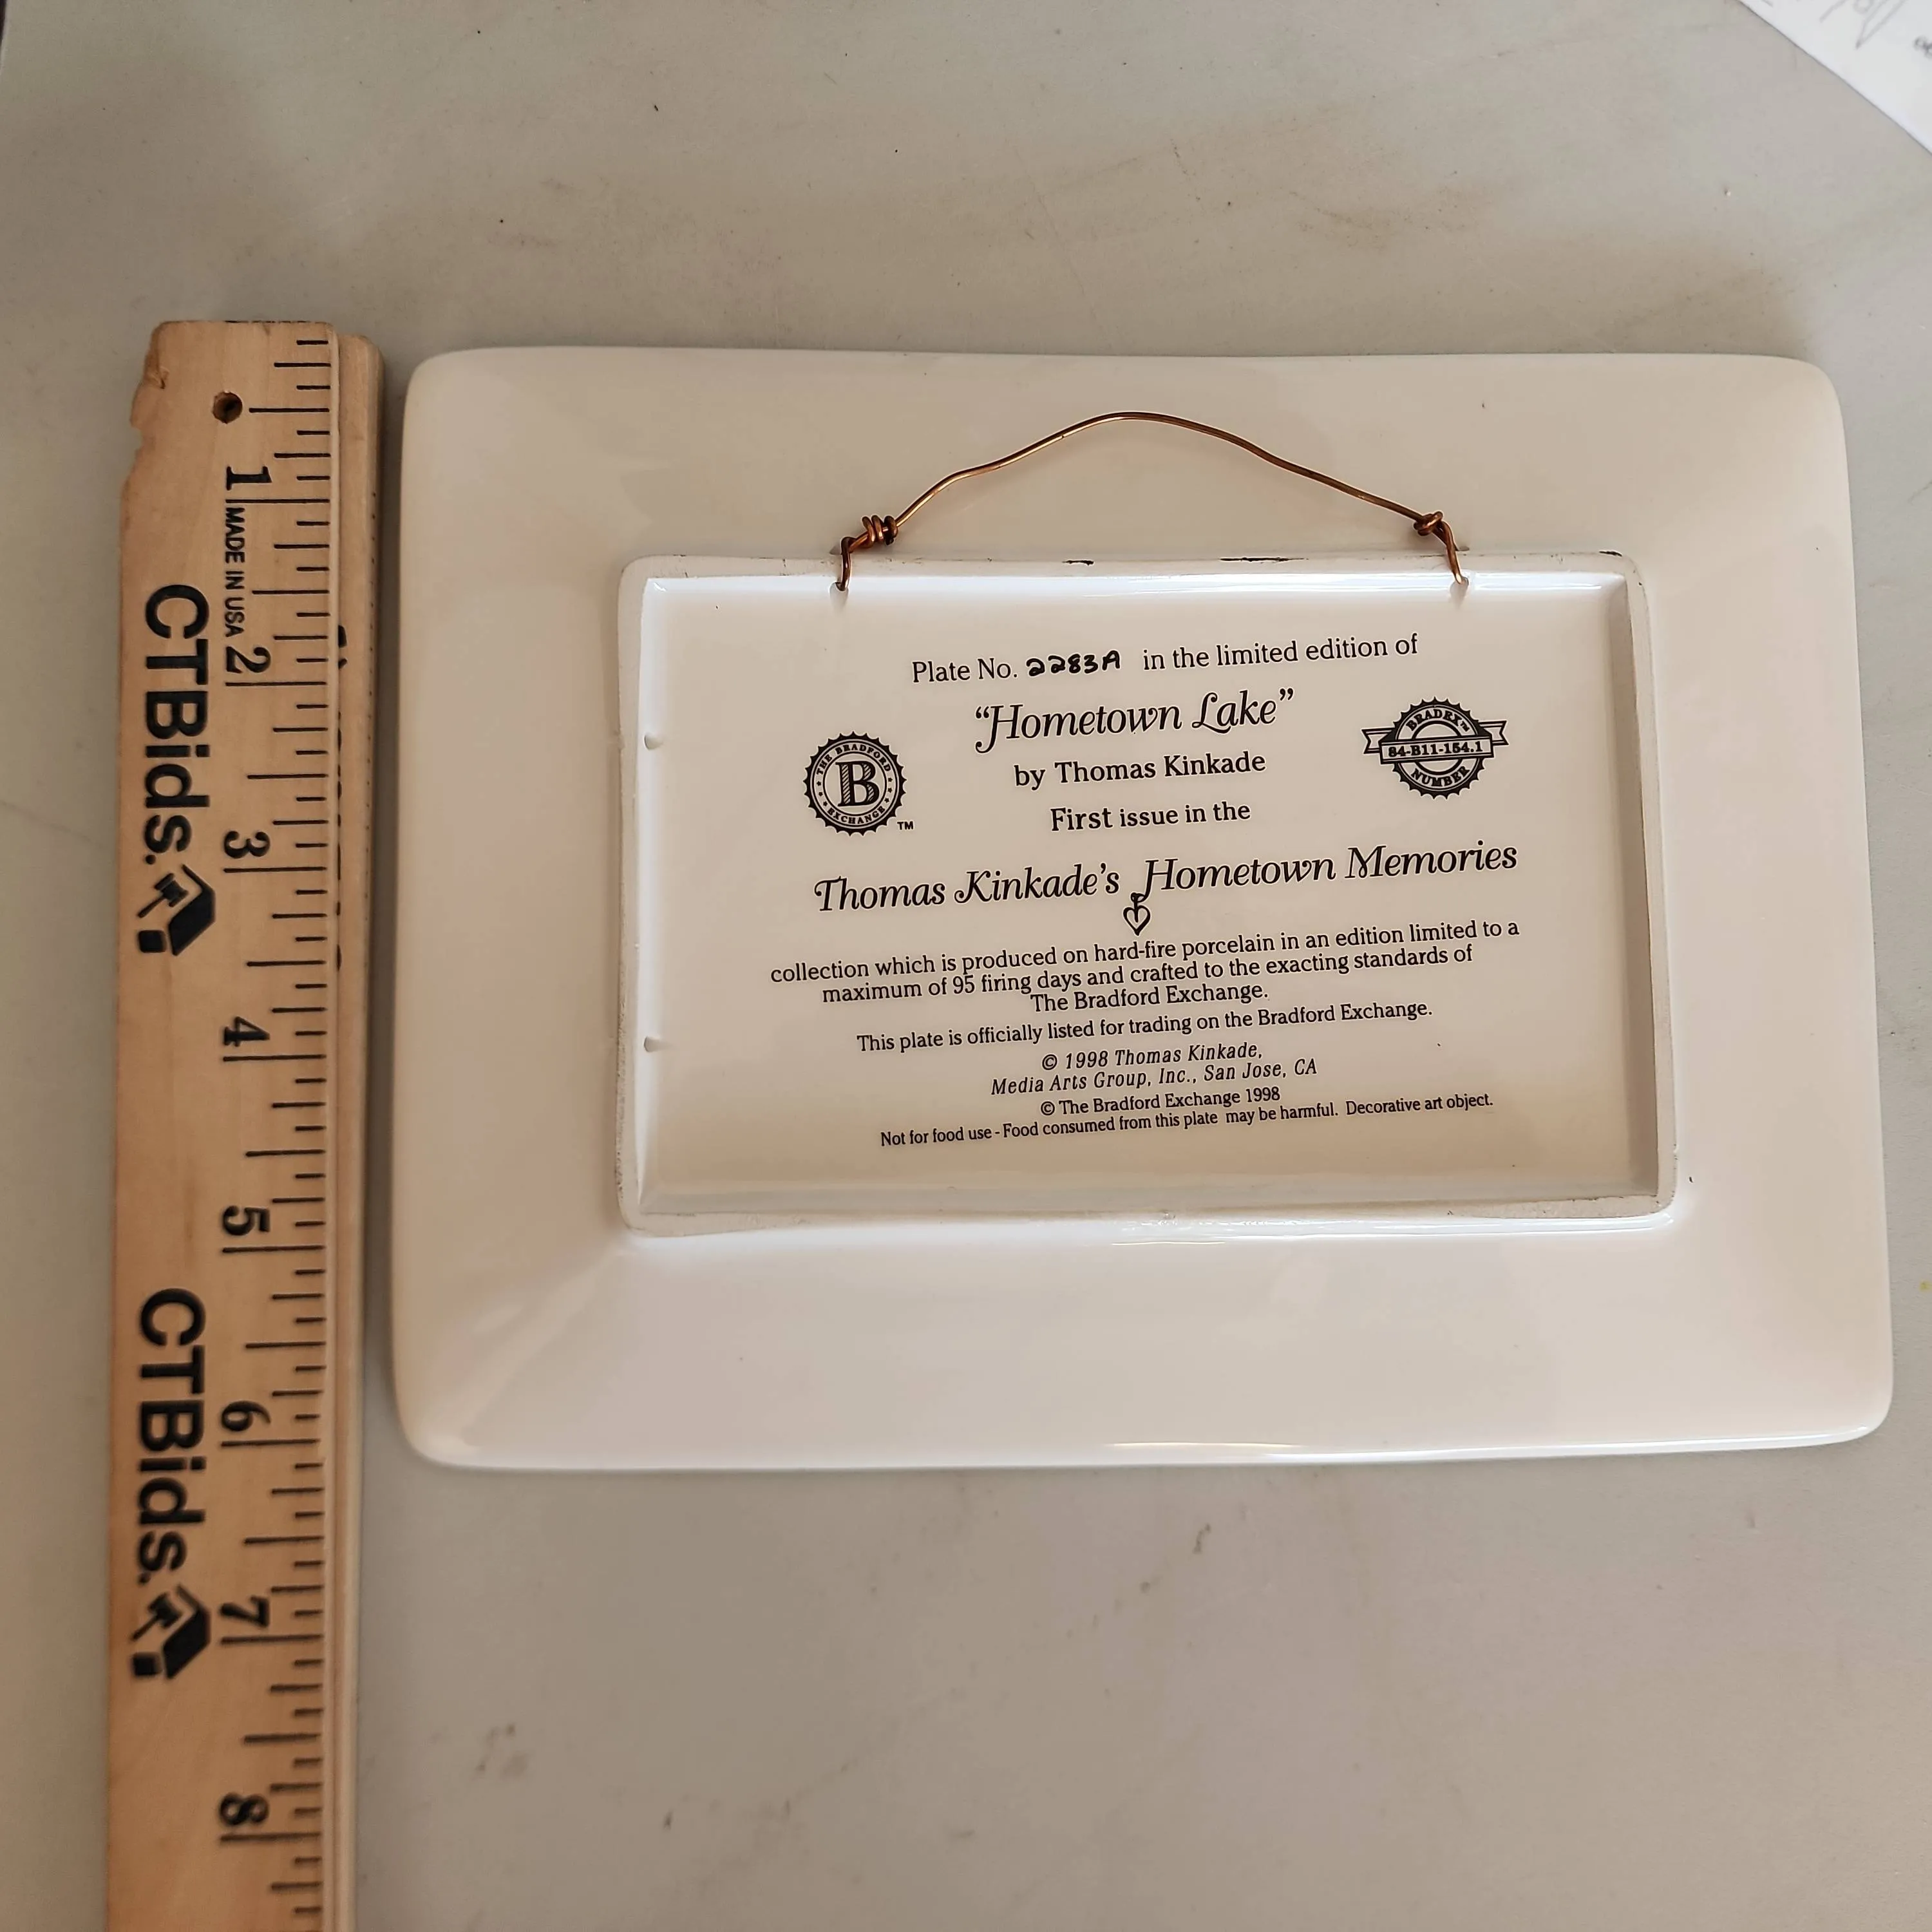 1
MADE IN USA
CTBids.
2
3
4
5
CTBids.
6
7
8
Plate No. 2283A in the limited edition of
“Hometown Lake”
by Thomas Kinkade
First issue in the
Thomas Kinkade’s Hometown Memories
collection which is produced on hard-fire porcelain in an edition limited to a
maximum of 95 firing days and crafted to the exacting standards of
The Bradford Exchange.
This plate is officially listed for trading on the Bradford Exchange.
© 1998 Thomas Kinkade,
Media Arts Group, Inc., San Jose, CA
© The Bradford Exchange 1998
Not for food use - Food consumed from this plate may be harmful. Decorative art object.
THE BRADFORD
B
EXCHANGE
TM
BRADEX™
84-B11-154.1
NUMBER